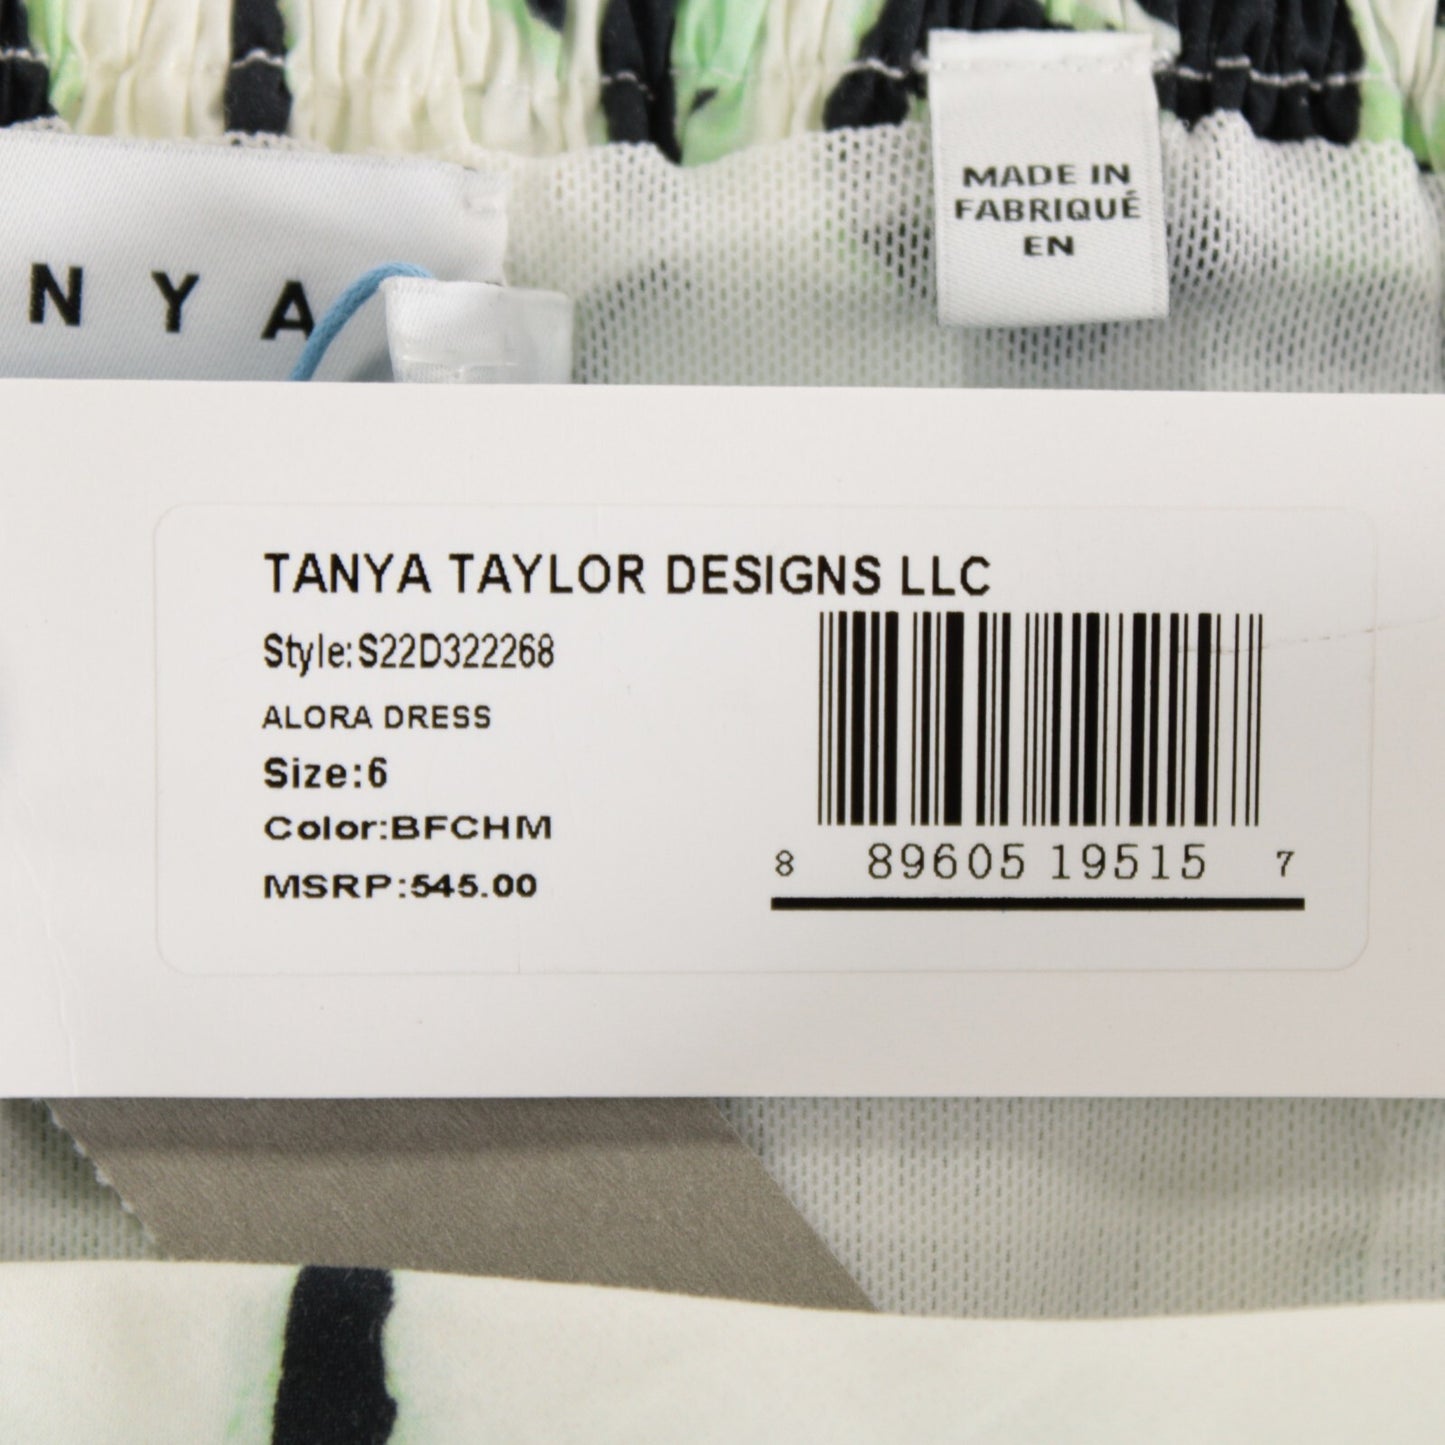 MADE IN
FABRIQUÉ
EN
NYA
TANYA TAYLOR DESIGNS LLC
Style:S22D322268
ALORA DRESS
Size:6
Color:BFCHM
MSRP:545.00
8 89605 19515 7